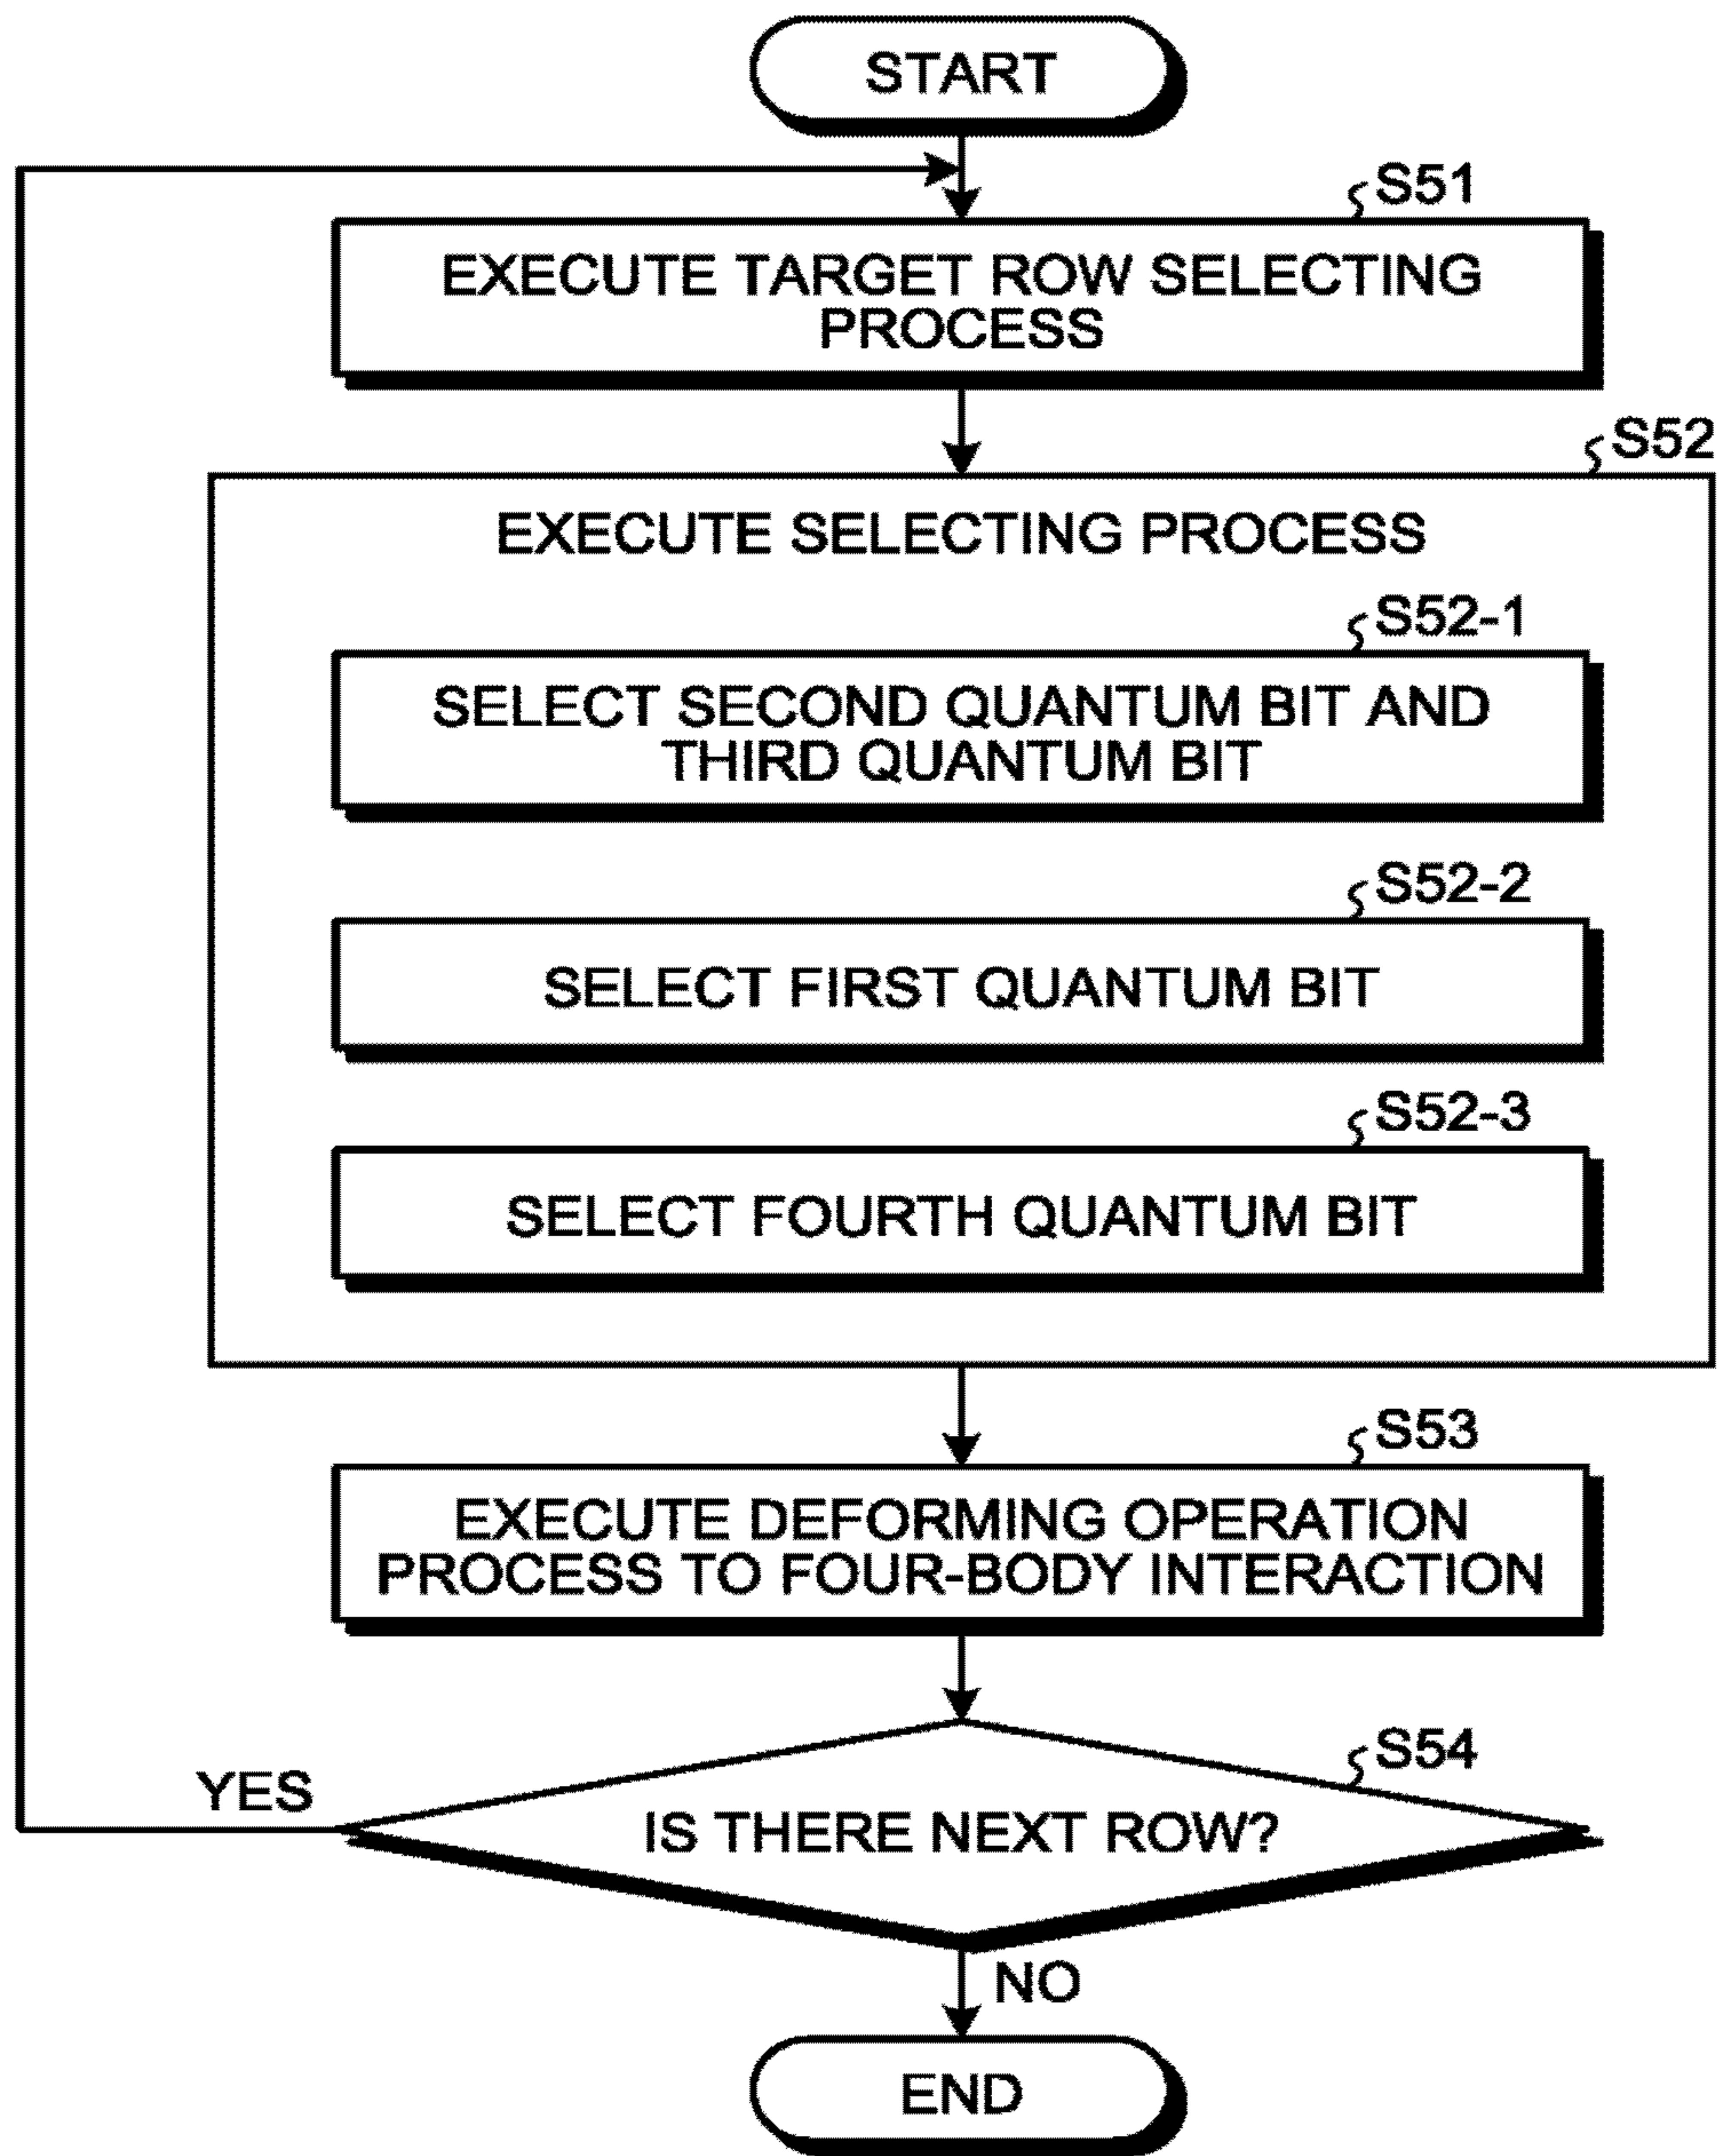 START
S51
EXECUTE TARGET ROW SELECTING
PROCESS
S52
EXECUTE SELECTING PROCESS
S52-1
SELECT SECOND QUANTUM BIT AND
THIRD QUANTUM BIT
S52-2
SELECT FIRST QUANTUM BIT
S52-3
SELECT FOURTH QUANTUM BIT
S53
EXECUTE DEFORMING OPERATION
PROCESS TO FOUR-BODY INTERACTION
S54
YES
IS THERE NEXT ROW?
NO
END